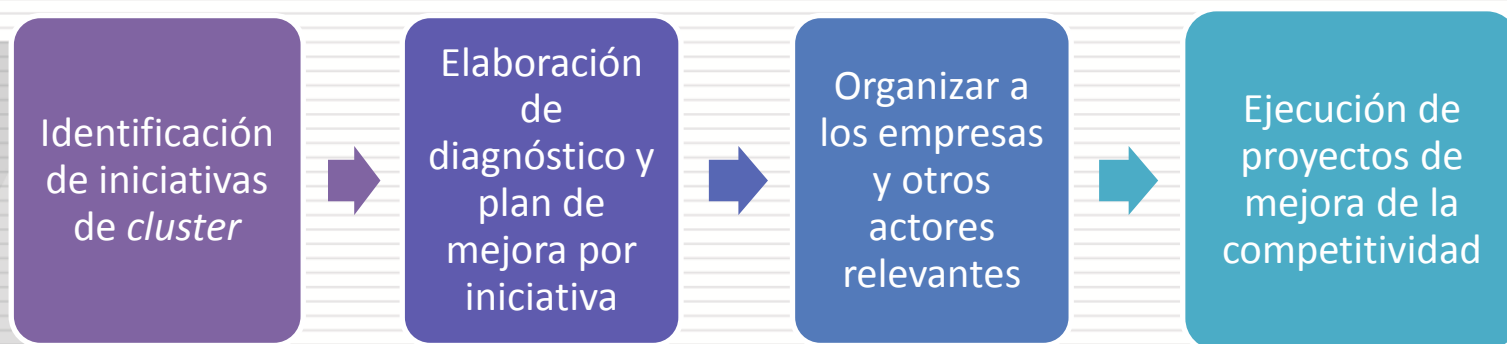 Identificación
de iniciativas
de cluster
Elaboración
de
diagnóstico y
plan de
mejora por
iniciativa
Organizar a
los empresas
y otros
actores
relevantes
Ejecución de
proyectos de
mejora de la
competitividad